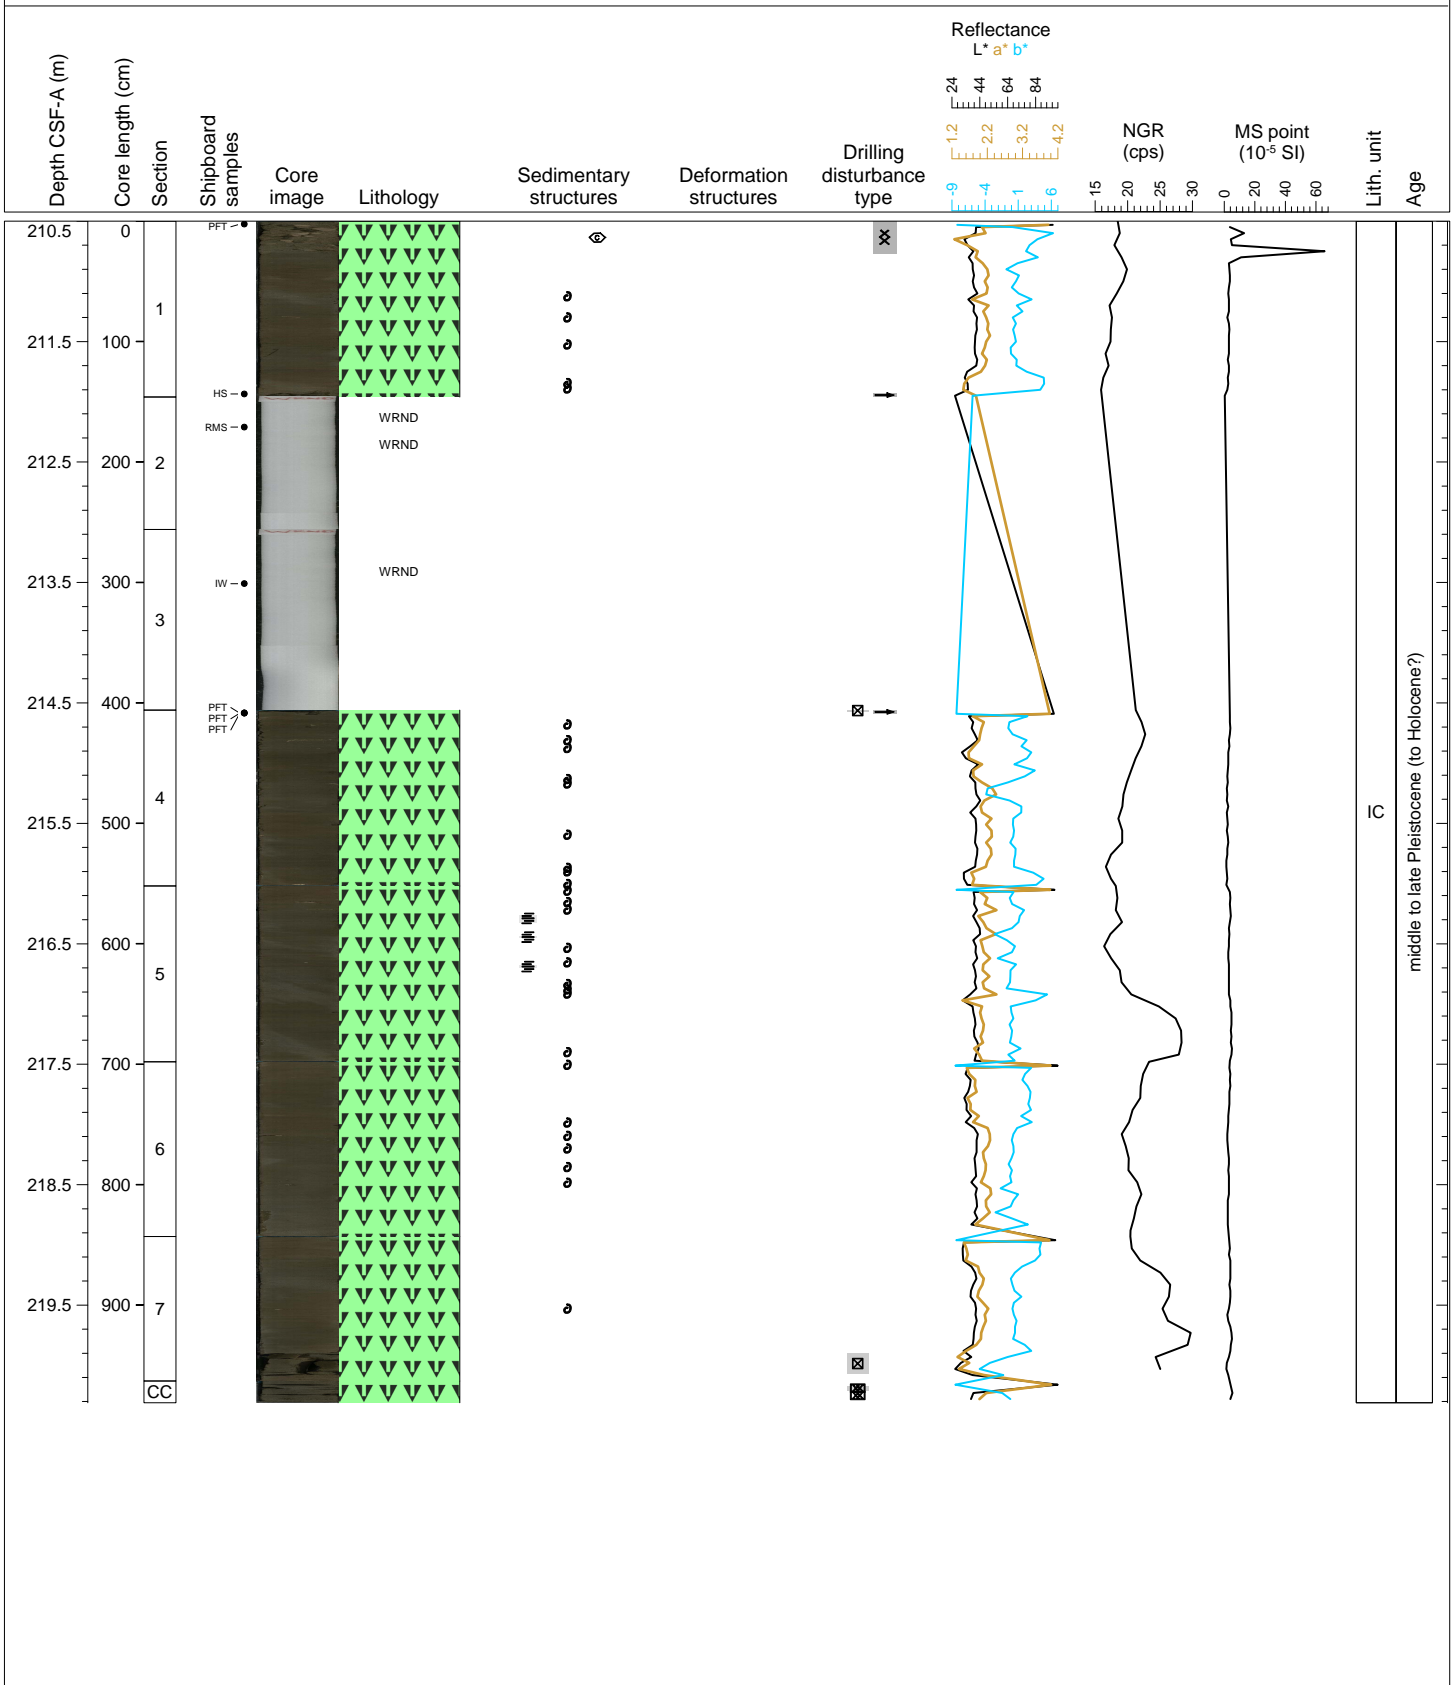 Reflectance
L* a* b*
24 44 64 84
1.2 2.2 3.2 4.2
-9 -4 1 6
Depth CSF-A (m)
Core length (cm)
Section
Shipboard
samples
Core
image
Lithology
Sedimentary
structures
Deformation
structures
Drilling
disturbance
type
NGR
(cps)
15 20 25 30
MS point
(10-5 SI)
0 20 40 60
Lith. unit
Age
210.5 0 PFT
C
1
211.5 100
HS
WRND
RMS
WRND
212.5 200 2
WRND
213.5 300 IW
3
214.5 400 PFT
PFT
PFT
4
215.5 500
IC
middle to late Pleistocene (to Holocene?)
216.5 600
5
217.5 700
6
218.5 800
219.5 900 7
CC